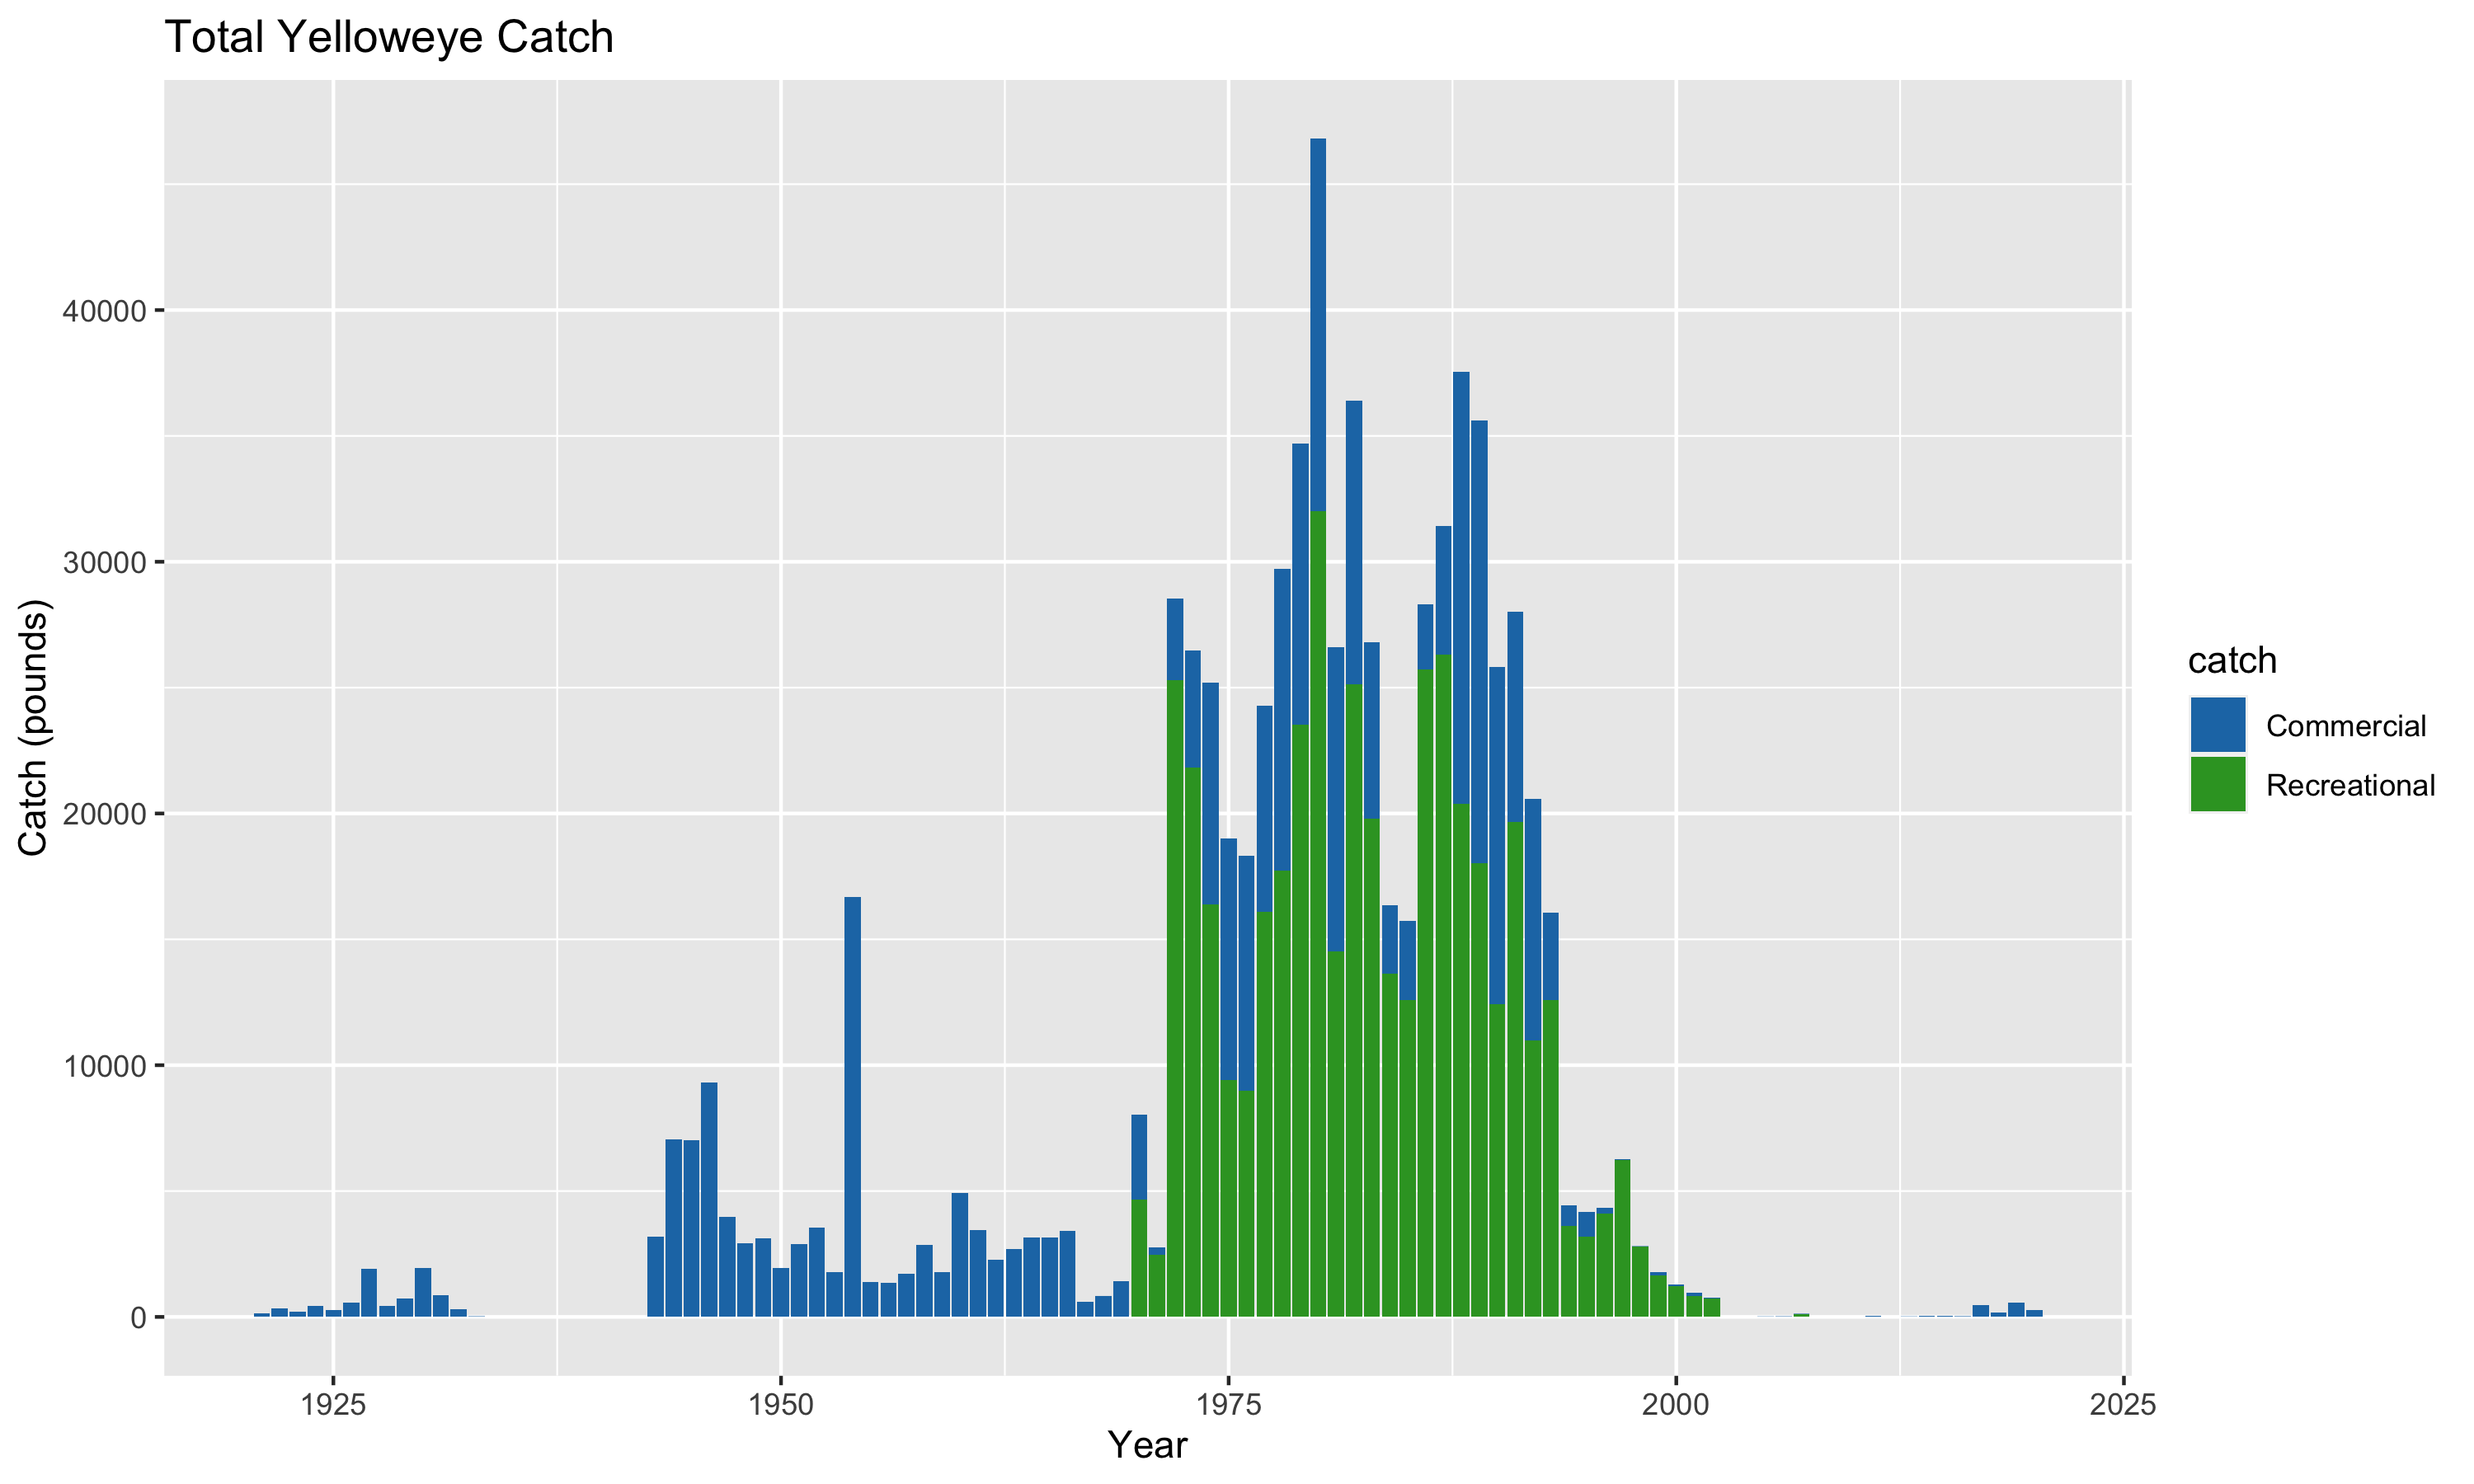 Total Yelloweye Catch
Catch (pounds)
40000
30000
20000
10000
0
1925
1950
1975
2000
2025
Year
catch
Commercial
Recreational